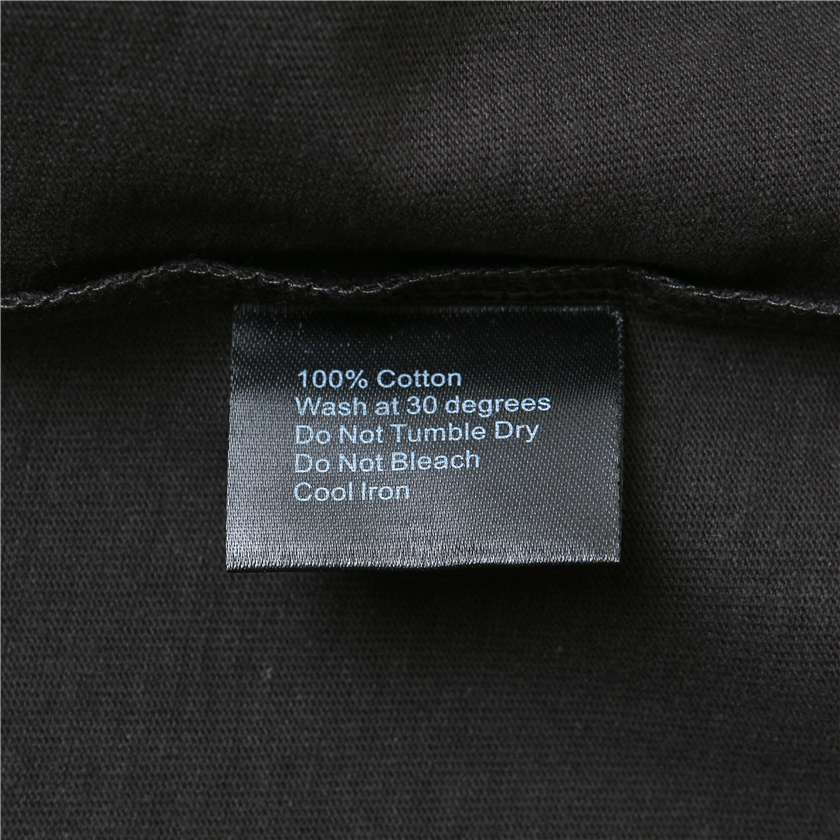 100% Cotton
Wash at 30 degrees
Do Not Tumble Dry
Do Not Bleach
Cool Iron